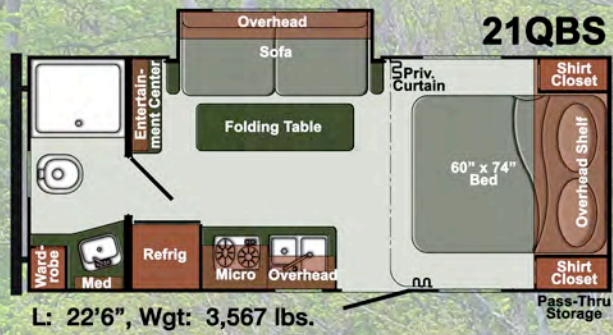 21QBS
Overhead
Sofa
Priv.
Curtain
Shirt
Closet
Entertain-
ment Center
Folding Table
60" x 74"
Bed
Overhead Shelf
Ward-
robe
Med
Refrig
Micro
Overhead
Shirt
Closet
Pass-Thru
Storage
L: 22'6", Wgt: 3,567 lbs.